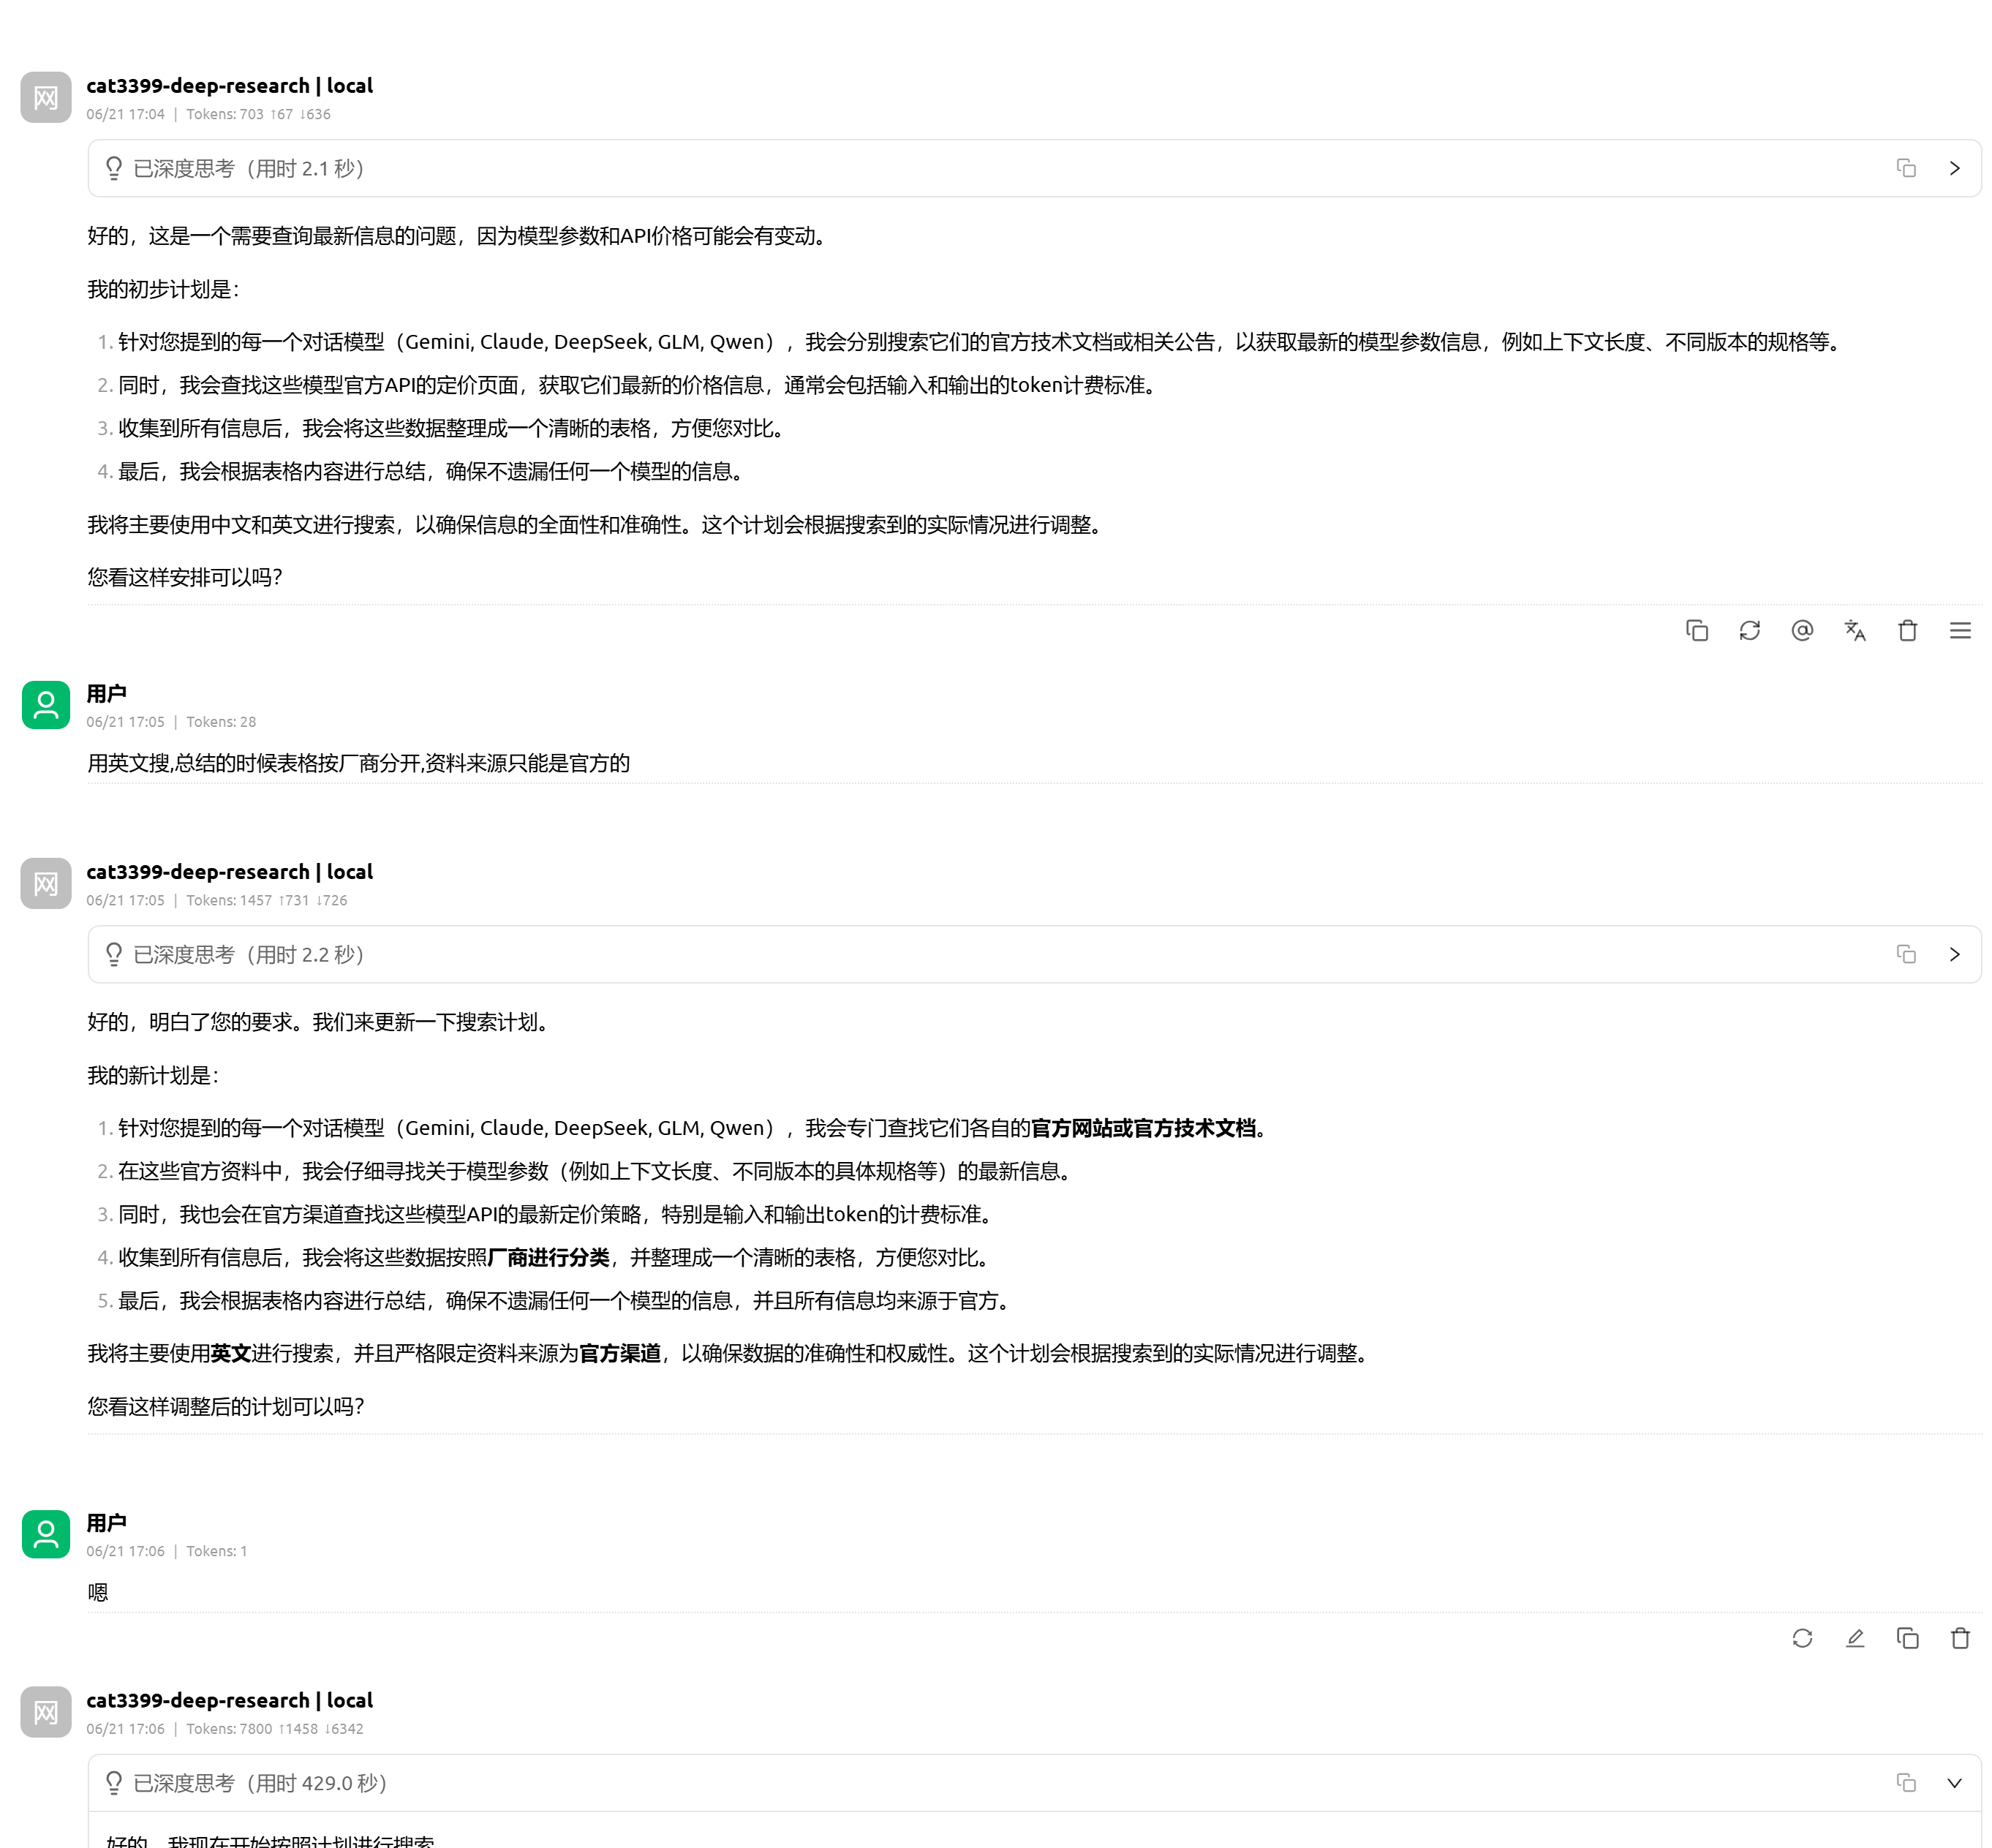 网
cat3399-deep-research | local
06/21 17:04 | Tokens: 703 ↑67 ↓636
已深度思考（用时 2.1 秒）
好的，这是一个需要查询最新信息的问题，因为模型参数和API价格可能会有变动。
我的初步计划是：
1. 针对您提到的每一个对话模型（Gemini, Claude, DeepSeek, GLM, Qwen），我会分别搜索它们的官方技术文档或相关公告，以获取最新的模型参数信息，例如上下文长度、不同版本的规格等。
2. 同时，我会查找这些模型官方API的定价页面，获取它们最新的价格信息，通常会包括输入和输出的token计费标准。
3. 收集到所有信息后，我会将这些数据整理成一个清晰的表格，方便您对比。
4. 最后，我会根据表格内容进行总结，确保不遗漏任何一个模型的信息。
我将主要使用中文和英文进行搜索，以确保信息的全面性和准确性。这个计划会根据搜索到的实际情况进行调整。
您看这样安排可以吗？
用户
06/21 17:05 | Tokens: 28
用英文搜,总结的时候表格按厂商分开,资料来源只能是官方的
网
cat3399-deep-research | local
06/21 17:05 | Tokens: 1457 ↑731 ↓726
已深度思考（用时 2.2 秒）
好的，明白了您的要求。我们来更新一下搜索计划。
我的新计划是：
1. 针对您提到的每一个对话模型（Gemini, Claude, DeepSeek, GLM, Qwen），我会专门查找它们各自的官方网站或官方技术文档。
2. 在这些官方资料中，我会仔细寻找关于模型参数（例如上下文长度、不同版本的具体规格等）的最新信息。
3. 同时，我也会在官方渠道查找这些模型API的最新定价策略，特别是输入和输出token的计费标准。
4. 收集到所有信息后，我会将这些数据按照厂商进行分类，并整理成一个清晰的表格，方便您对比。
5. 最后，我会根据表格内容进行总结，确保不遗漏任何一个模型的信息，并且所有信息均来源于官方。
我将主要使用英文进行搜索，并且严格限定资料来源为官方渠道，以确保数据的准确性和权威性。这个计划会根据搜索到的实际情况进行调整。
您看这样调整后的计划可以吗？
用户
06/21 17:06 | Tokens: 1
嗯
网
cat3399-deep-research | local
06/21 17:06 | Tokens: 7800 ↑1458 ↓6342
已深度思考（用时 429.0 秒）
好的，我现在开始按照计划进行搜索